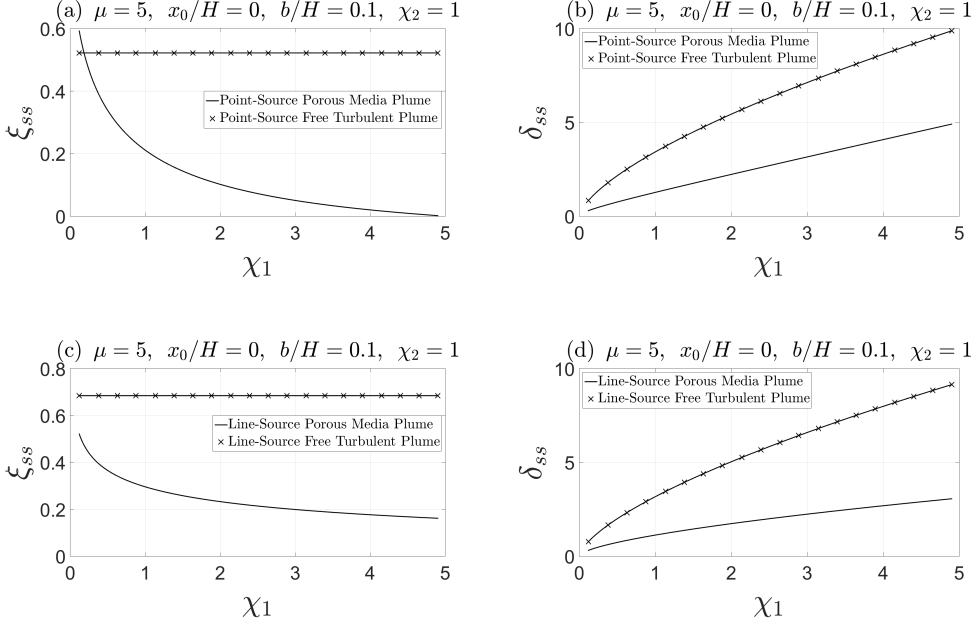 (a) μ = 5, x₀/H = 0, b/H = 0.1, χ₂ = 1
0.6
0.4
0.2
0
ξss
Point-Source Porous Media Plume
Point-Source Free Turbulent Plume
0 1 2 3 4 5
χ₁
(b) μ = 5, x₀/H = 0, b/H = 0.1, χ₂ = 1
10
5
0
δss
Point-Source Porous Media Plume
Point-Source Free Turbulent Plume
0 1 2 3 4 5
χ₁
(c) μ = 5, x₀/H = 0, b/H = 0.1, χ₂ = 1
0.8
0.6
0.4
0.2
0
ξss
Line-Source Porous Media Plume
Line-Source Free Turbulent Plume
0 1 2 3 4 5
χ₁
(d) μ = 5, x₀/H = 0, b/H = 0.1, χ₂ = 1
10
5
0
δss
Line-Source Porous Media Plume
Line-Source Free Turbulent Plume
0 1 2 3 4 5
χ₁